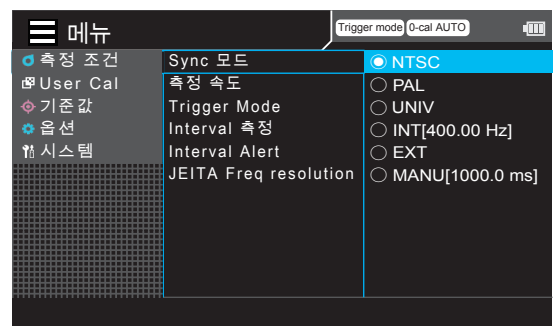 메뉴
Trigger mode 0-cal AUTO
측정 조건
User Cal
기준값
옵션
시스템
Sync 모드
측정 속도
Trigger Mode
Interval 측정
Interval Alert
JEITA Freq resolution
NTSC
PAL
UNIV
INT[400.00 Hz]
EXT
MANU[1000.0 ms]